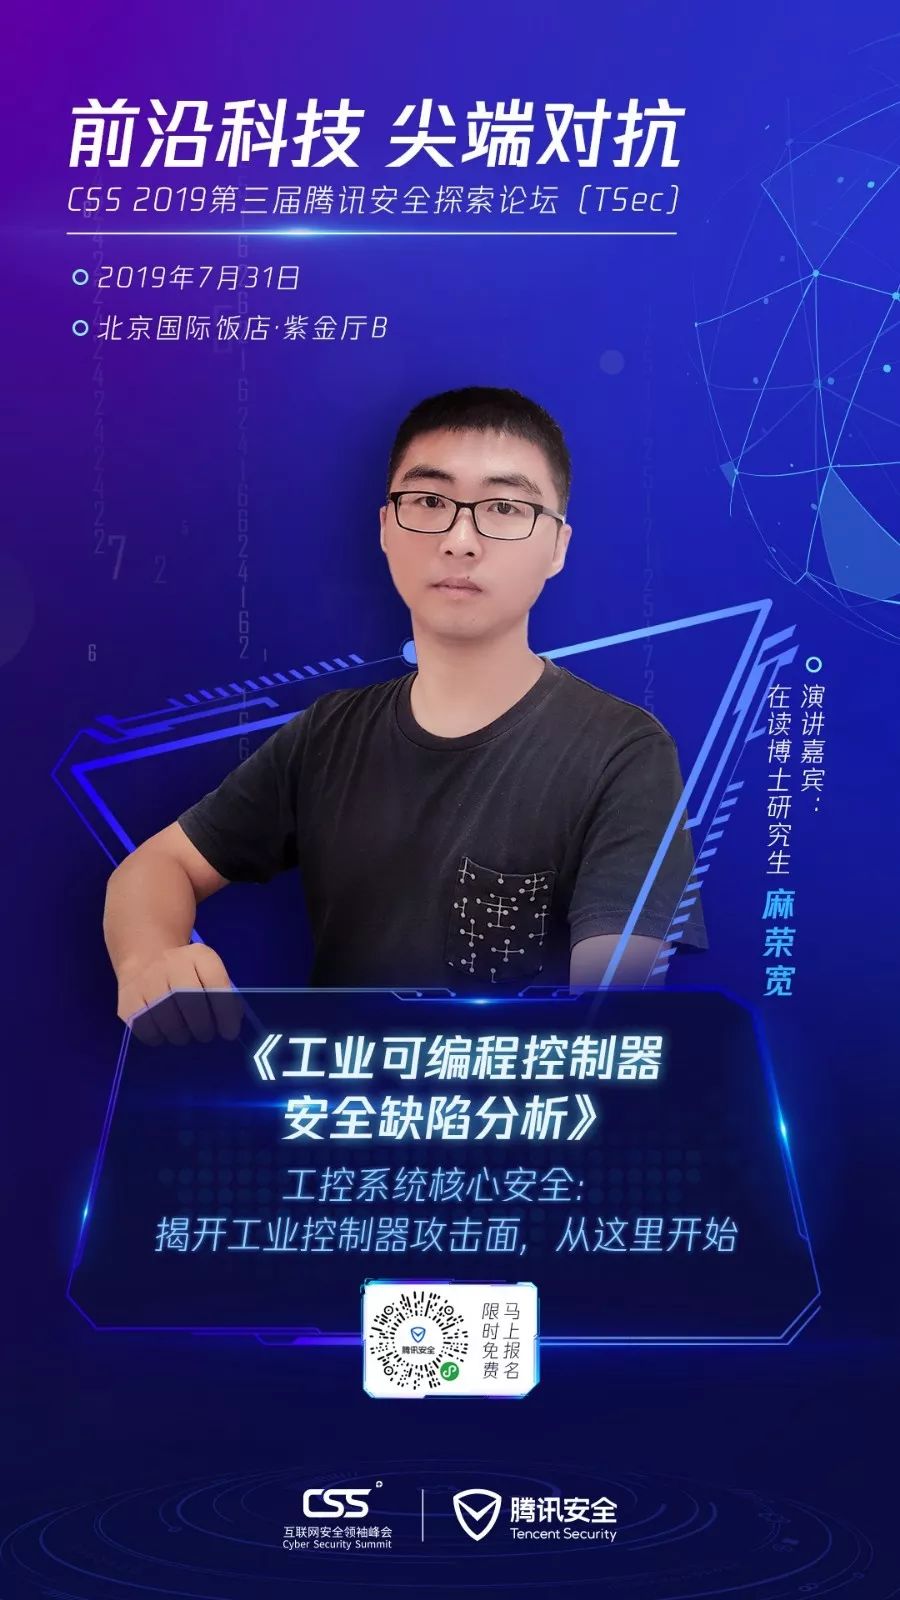 前沿科技 尖端对抗
CSS 2019第三届腾讯安全探索论坛（TSec）
2019年7月31日
北京国际饭店·紫金厅B
演讲嘉宾：
在读博士研究生 麻荣宽
《工业可编程控制器
安全缺陷分析》
工控系统核心安全：
揭开工业控制器攻击面，从这里开始
腾讯安全
马上报名
限时免费
CSS
互联网安全领袖峰会
Cyber Security Summit
腾讯安全
Tencent Security